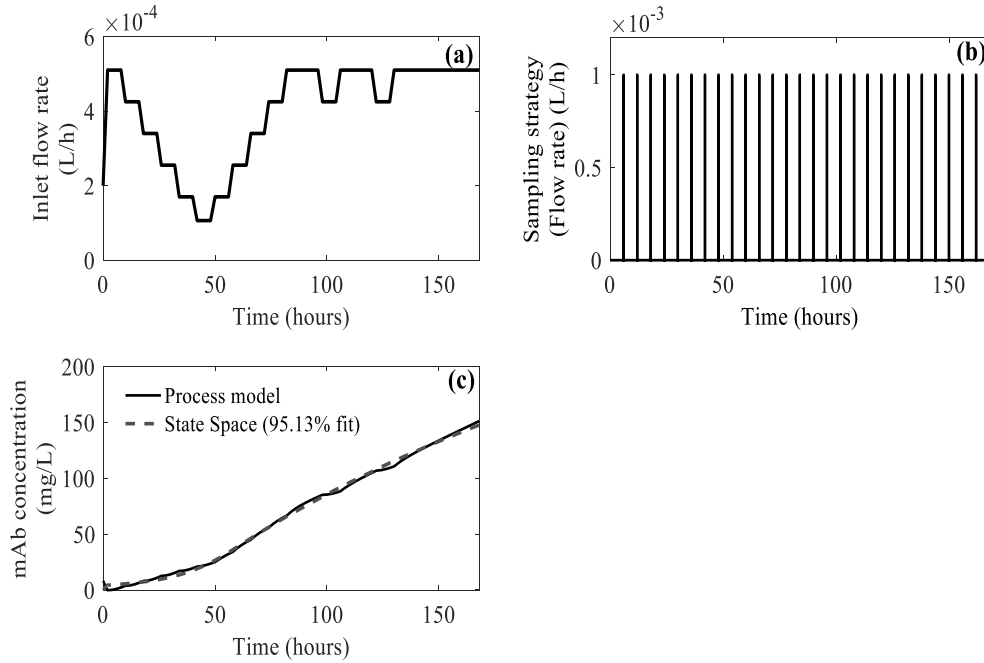 ×10⁻⁴
(a)
6
4
2
0
Inlet flow rate
(L/h)
0
50
100
150
Time (hours)
×10⁻³
(b)
1
0.5
0
Sampling strategy
(Flow rate) (L/h)
0
50
100
150
Time (hours)
(c)
200
150
100
50
0
mAb concentration
(mg/L)
Process model
State Space (95.13% fit)
0
50
100
150
Time (hours)